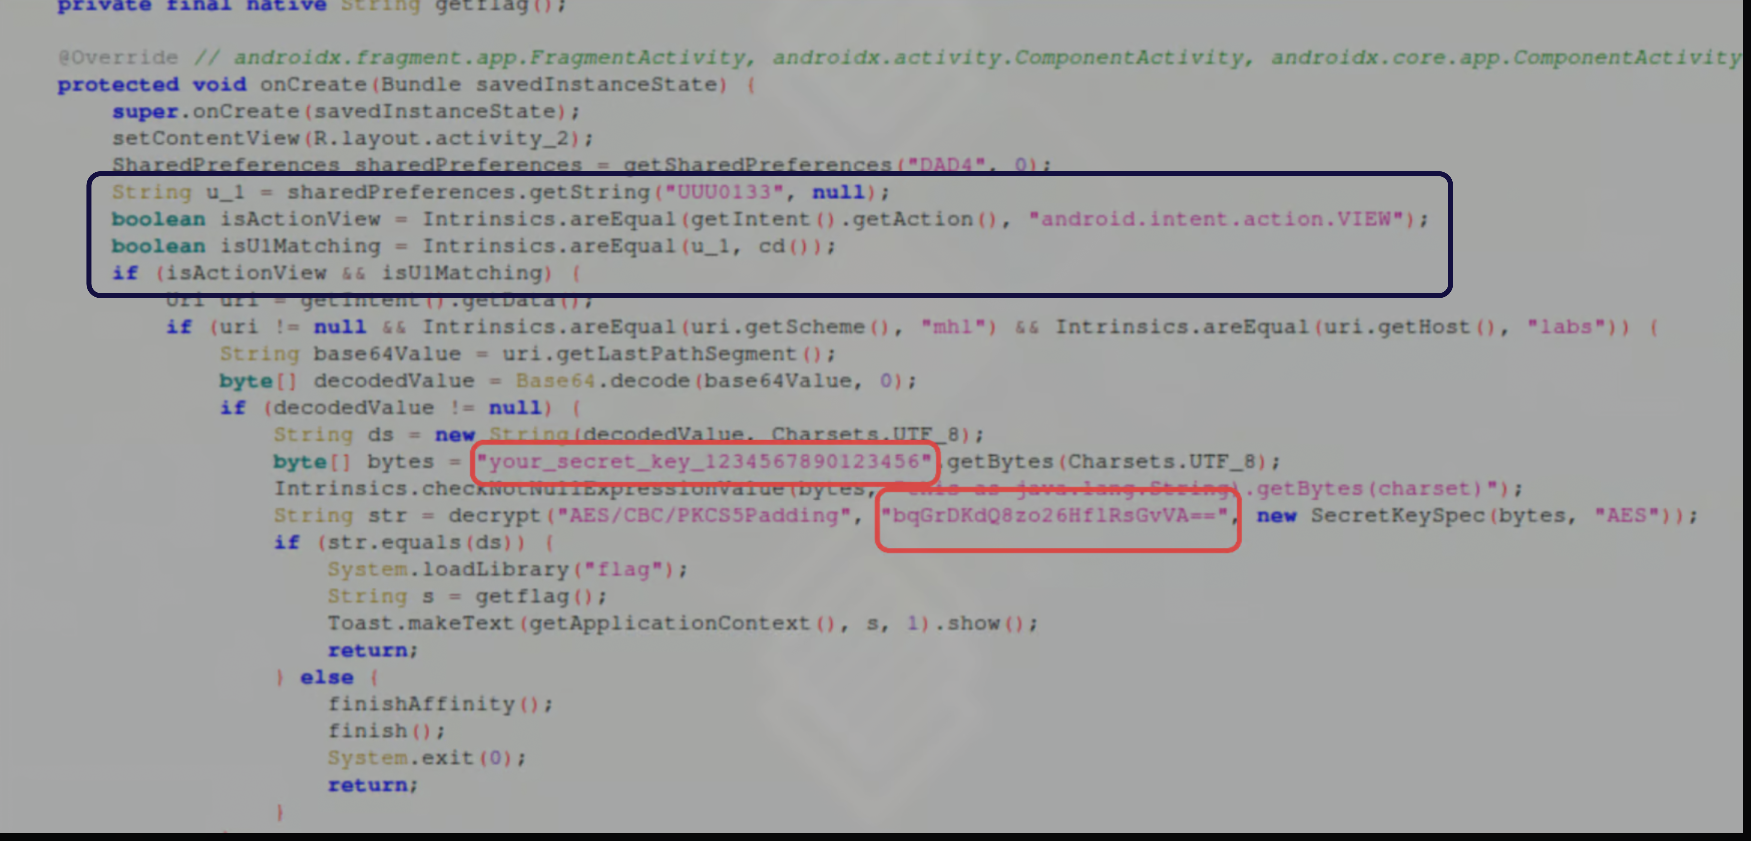 private final native String getflag();
@Override // androidx.fragment.app.FragmentActivity, androidx.activity.ComponentActivity, androidx.core.app.ComponentActivity
protected void onCreate(Bundle savedInstanceState) {
super.onCreate(savedInstanceState);
setContentView(R.layout.activity_2);
SharedPreferences sharedPreferences = getSharedPreferences("DAD4", 0);
String u_1 = sharedPreferences.getString("UUU0133", null);
boolean isActionView = Intrinsics.areEqual(getIntent().getAction(), "android.intent.action.VIEW");
boolean isU1Matching = Intrinsics.areEqual(u_1, cd());
if (isActionView && isU1Matching) {
Uri uri = getIntent().getData();
if (uri != null && Intrinsics.areEqual(uri.getScheme(), "mhl") && Intrinsics.areEqual(uri.getHost(), "labs")) {
String base64Value = uri.getLastPathSegment();
byte[] decodedValue = Base64.decode(base64Value, 0);
if (decodedValue != null) {
String ds = new String(decodedValue, Charsets.UTF_8);
byte[] bytes = "your_secret_key_1234567890123456".getBytes(Charsets.UTF_8);
Intrinsics.checkNotNullExpressionValue(bytes, "this as java.lang.String).getBytes(charset)");
String str = decrypt("AES/CBC/PKCS5Padding", "bqGrDKdQ8zo26HflRsGvVA==", new SecretKeySpec(bytes, "AES"));
if (str.equals(ds)) {
System.loadLibrary("flag");
String s = getflag();
Toast.makeText(getApplicationContext(), s, 1).show();
return;
} else {
finishAffinity();
finish();
System.exit(0);
return;
}